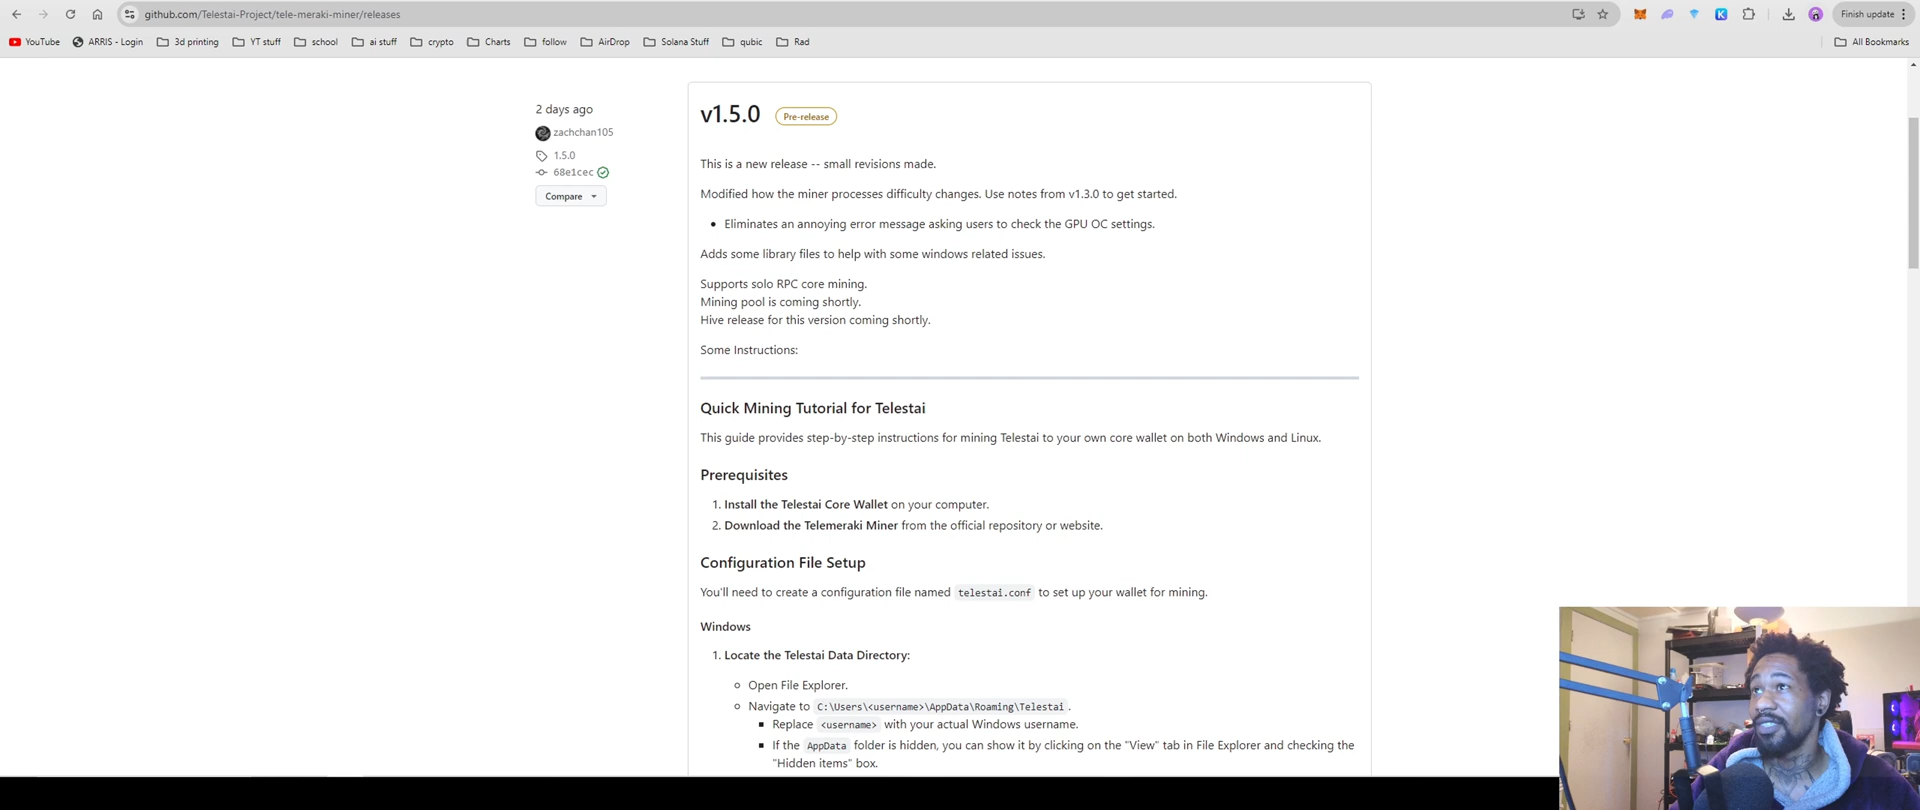 github.com/Telestai-Project/tele-meraki-miner/releases
Finish update
YouTube
ARRIS - Login
3d printing
YT stuff
school
ai stuff
crypto
Charts
follow
AirDrop
Solana Stuff
qubic
Rad
All Bookmarks
2 days ago
zachchan105
1.5.0
68e1cec
Compare
v1.5.0 Pre-release
This is a new release -- small revisions made.
Modified how the miner processes difficulty changes. Use notes from v1.3.0 to get started.
• Eliminates an annoying error message asking users to check the GPU OC settings.
Adds some library files to help with some windows related issues.
Supports solo RPC core mining.
Mining pool is coming shortly.
Hive release for this version coming shortly.
Some Instructions:
Quick Mining Tutorial for Telestai
This guide provides step-by-step instructions for mining Telestai to your own core wallet on both Windows and Linux.
Prerequisites
1. Install the Telestai Core Wallet on your computer.
2. Download the Telemeraki Miner from the official repository or website.
Configuration File Setup
You'll need to create a configuration file named telestai.conf to set up your wallet for mining.
Windows
1. Locate the Telestai Data Directory:
Open File Explorer.
Navigate to C:\Users\<username>\AppData\Roaming\Telestai.
Replace <username> with your actual Windows username.
If the AppData folder is hidden, you can show it by clicking on the "View" tab in File Explorer and checking the
"Hidden items" box.